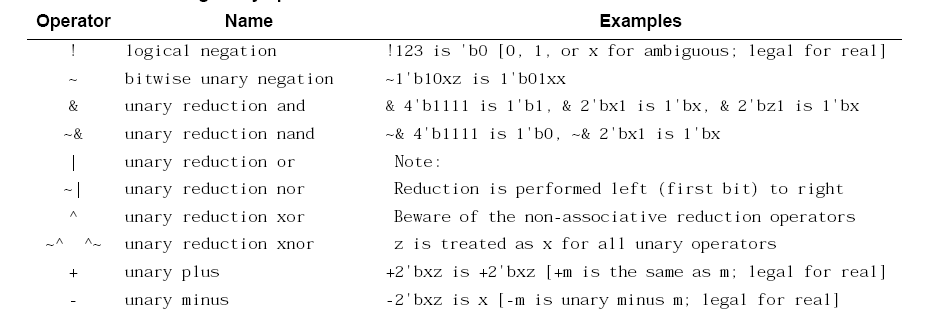 Operator Name Examples
! logical negation !123 is 'b0 [0, 1, or x for ambiguous; legal for real]
~ bitwise unary negation ~1'b10xz is 1'b01xx
& unary reduction and & 4'b1111 is 1'b1, & 2'bx1 is 1'bx, & 2'bz1 is 1'bx
~& unary reduction nand ~& 4'b1111 is 1'b0, ~& 2'bx1 is 1'bx
| unary reduction or Note:
~| unary reduction nor Reduction is performed left (first bit) to right
^ unary reduction xor Beware of the non-associative reduction operators
~^ ^~ unary reduction xnor z is treated as x for all unary operators
+ unary plus +2'bxz is +2'bxz [+m is the same as m; legal for real]
- unary minus -2'bxz is x [-m is unary minus m; legal for real]